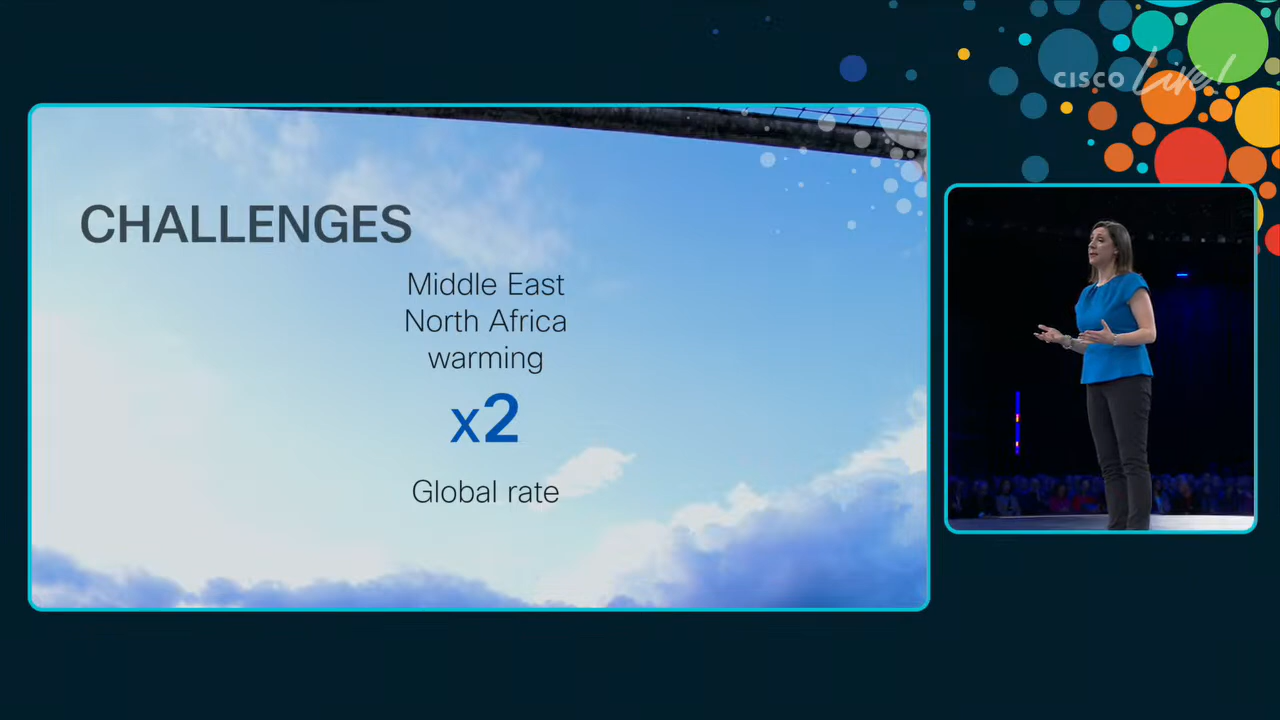 CISCO Live!
CHALLENGES
Middle East
North Africa
warming
x2
Global rate